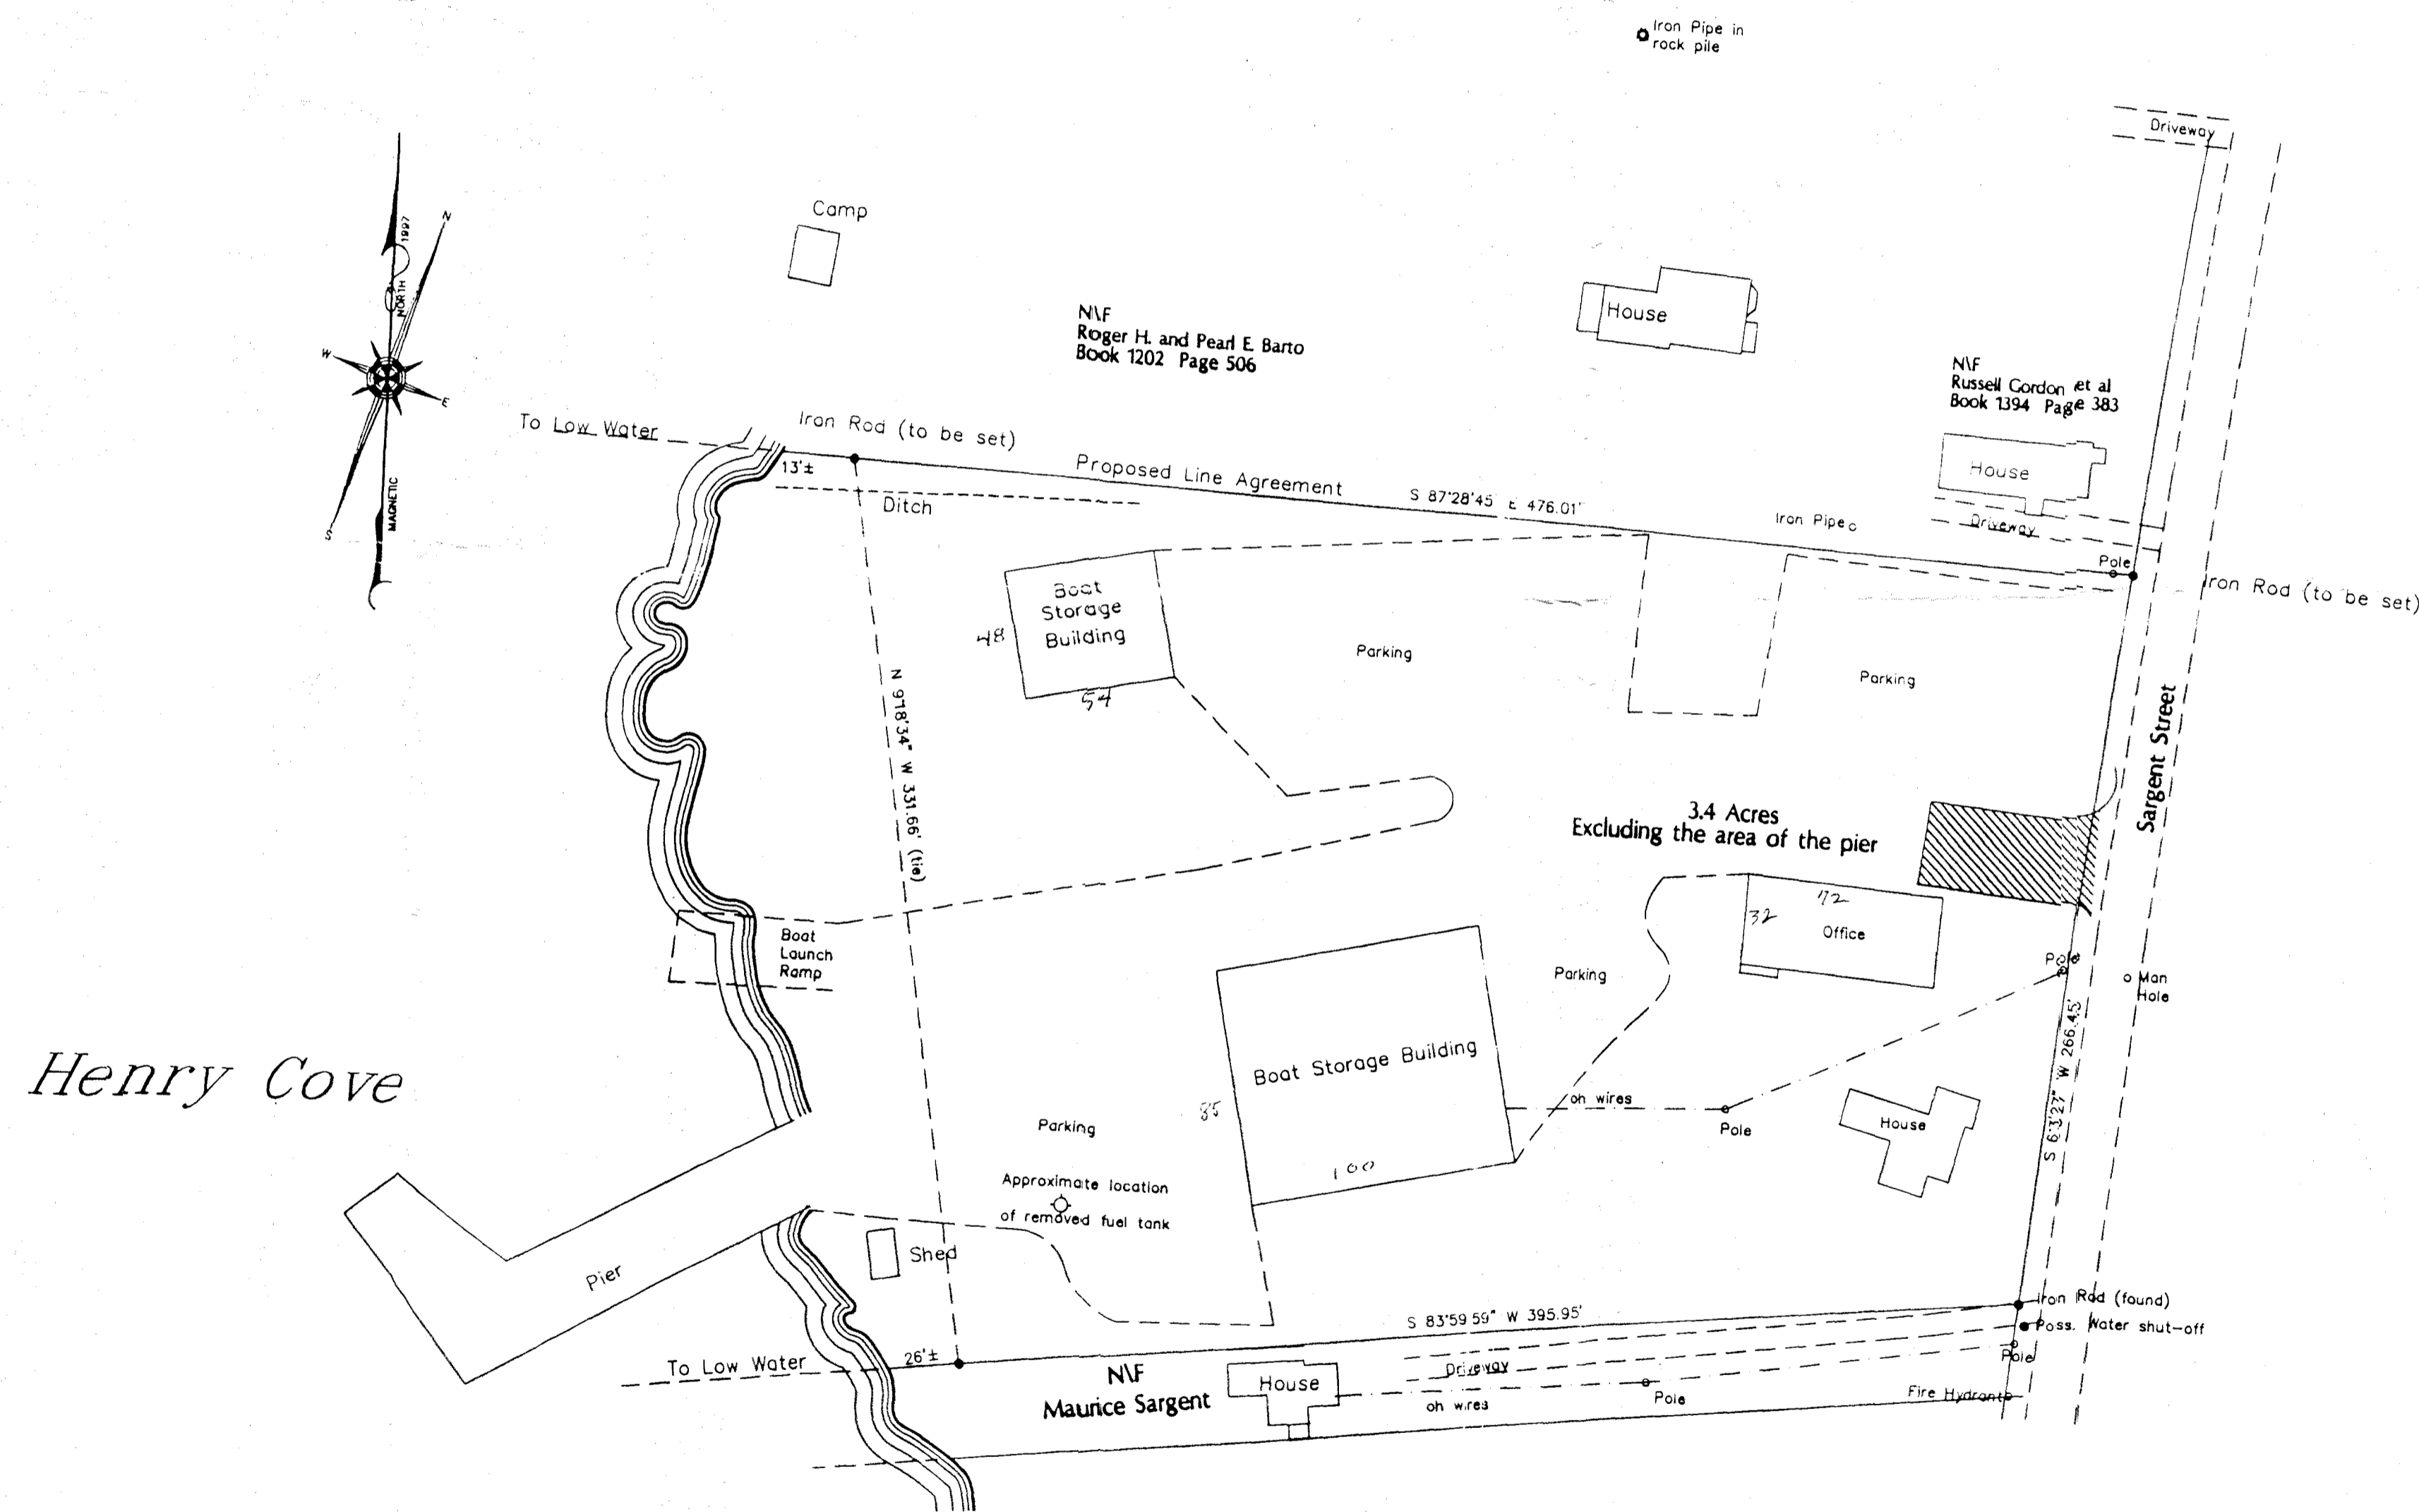 Iron Pipe in
rock pile
Driveway
N
1997
NORTH
W
E
S
MAGNETIC
Camp
N\F
Roger H. and Pearl E. Barto
Book 1202 Page 506
House
N\F
Russell Gordon et al
Book 1394 Page 383
House
Driveway
To Low Water
Iron Rod (to be set)
13'±
Proposed Line Agreement
S 87°28'45" E 476.01'
Iron Pipe
Pole
Iron Rod (to be set)
Ditch
Boat
Storage
Building
48
54
N 9°18'34" W 331.66' (tie)
Parking
Parking
Sargent Street
3.4 Acres
Excluding the area of the pier
72
32
Office
Boat
Launch
Ramp
Parking
Pole
Man
Hole
S 6°3'27" W 266.45'
Henry Cove
Boat Storage Building
85
100
oh wires
Pole
House
Parking
Approximate location
of removed fuel tank
Shed
Pier
S 83°59'59" W 395.95'
Iron Rod (found)
Poss. Water shut-off
Pole
To Low Water
26'±
N\F
Maurice Sargent
House
Driveway
oh wires
Pole
Fire Hydrant